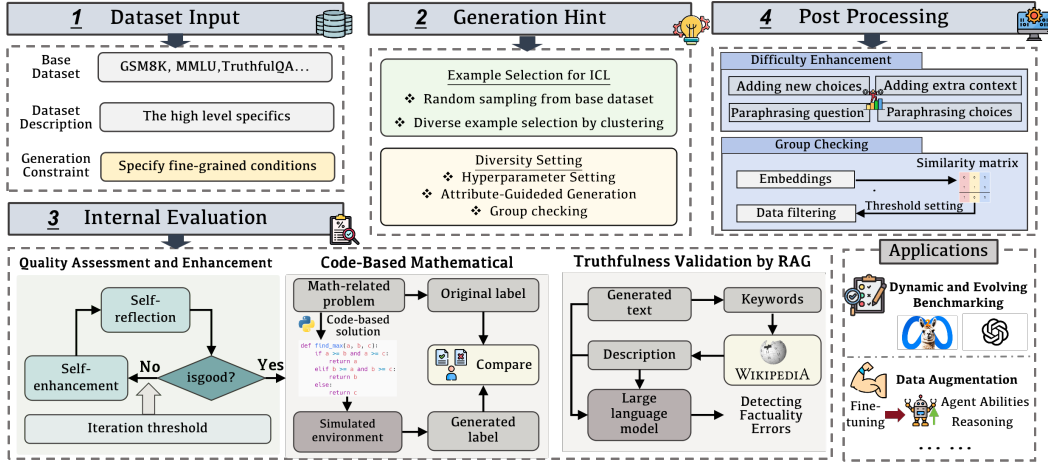 1 Dataset Input
Base
Dataset
GSM8K, MMLU,TruthfulQA...
Dataset
Description
The high level specifics
Generation
Constraint
Specify fine-grained conditions
2 Generation Hint
Example Selection for ICL
❖ Random sampling from base dataset
❖ Diverse example selection by clustering
Diversity Setting
❖ Hyperparameter Setting
❖ Attribute-Guideded Generation
❖ Group checking
4 Post Processing
Difficulty Enhancement
Adding new choices
Adding extra context
Paraphrasing question
Paraphrasing choices
Group Checking
Similarity matrix
Embeddings
Threshold setting
Data filtering
3 Internal Evaluation
Quality Assessment and Enhancement
Self-
reflection
Self-
enhancement
No
isgood?
Yes
Iteration threshold
Code-Based Mathematical
Math-related
problem
Original label
Code-based
solution
def find_max(a, b, c):
if a >= b and a >= c:
return a
elif b >= a and b >= c:
return b
else:
return c
Compare
Simulated
environment
Generated
label
Truthfulness Validation by RAG
Generated
text
Keywords
Description
WIKIPEDIA
Large
language
model
Detecting
Factuality
Errors
Applications
Dynamic and Evolving
Benchmarking
Data Augmentation
Fine-
tuning
Agent Abilities
Reasoning
... ...